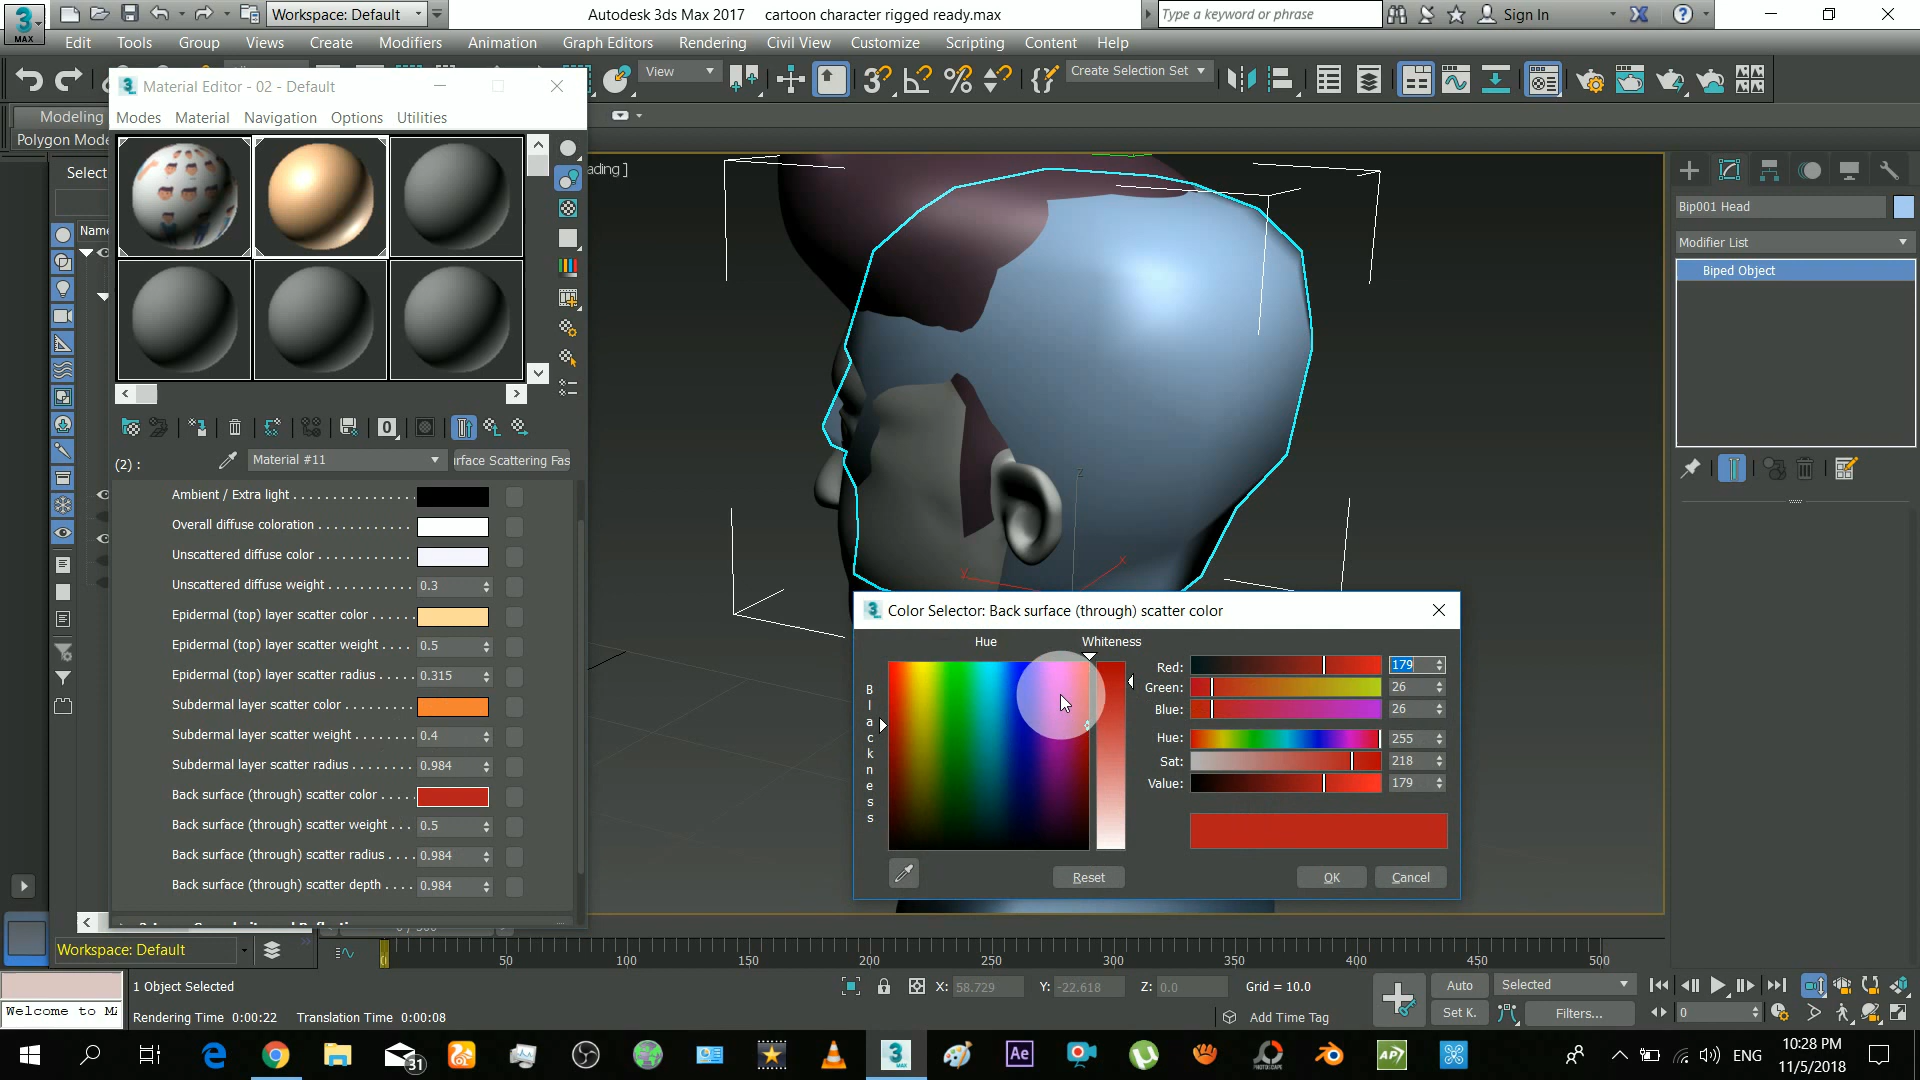 Workspace: Default
Autodesk 3ds Max 2017 cartoon character rigged ready.max
Type a keyword or phrase
Sign In
MAX
Edit Tools Group Views Create Modifiers Animation Graph Editors Rendering Civil View Customize Scripting Content Help
View
Create Selection Set
Modeling
Polygon Mode
Select
Name
Material Editor - 02 - Default
Modes Material Navigation Options Utilities
ading ]
(2) :
Material #11
urface Scattering Fas
Ambient / Extra light
Overall diffuse coloration
Unscattered diffuse color
Unscattered diffuse weight 0.3
Epidermal (top) layer scatter color
Epidermal (top) layer scatter weight 0.5
Epidermal (top) layer scatter radius 0.315
Subdermal layer scatter color
Subdermal layer scatter weight 0.4
Subdermal layer scatter radius 0.984
Back surface (through) scatter color
Back surface (through) scatter weight 0.5
Back surface (through) scatter radius 0.984
Back surface (through) scatter depth 0.984
z
x
y
Color Selector: Back surface (through) scatter color
Hue
Whiteness
Blackness
Red: 179
Green: 26
Blue: 26
Hue: 255
Sat: 218
Value: 179
Reset
OK
Cancel
Bip001 Head
Modifier List
Biped Object
Workspace: Default
0 50 100 150 200 250 300 350 400 450 500
1 Object Selected
X: 58.729 Y: -22.618 Z: 0.0 Grid = 10.0
Auto
Selected
Welcome to MA
Rendering Time 0:00:22 Translation Time 0:00:08
Add Time Tag
Set K.
Filters...
0
31
Ae
AP7
ENG
10:28 PM
11/5/2018